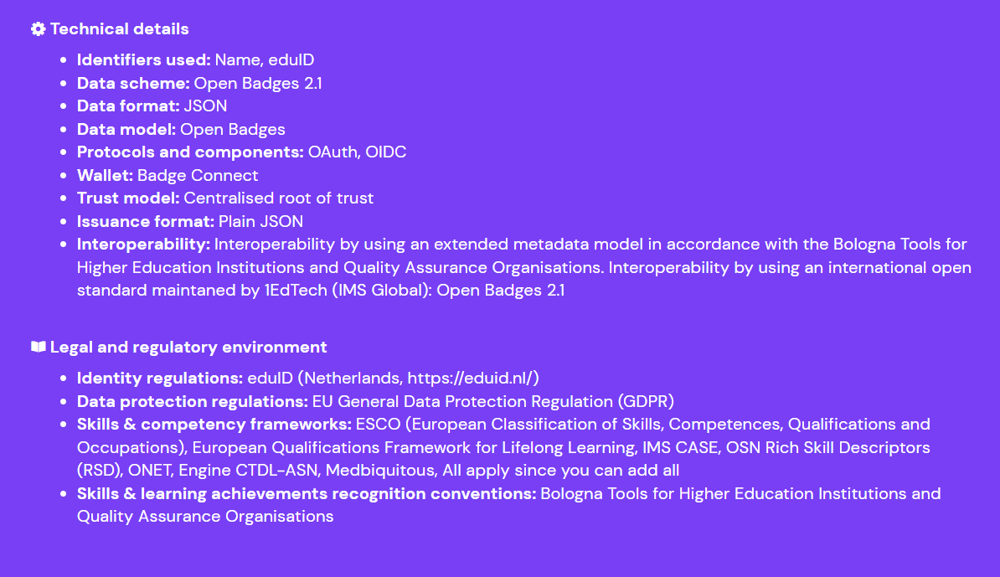 Technical details
• Identifiers used: Name, eduID
• Data scheme: Open Badges 2.1
• Data format: JSON
• Data model: Open Badges
• Protocols and components: OAuth, OIDC
• Wallet: Badge Connect
• Trust model: Centralised root of trust
• Issuance format: Plain JSON
• Interoperability: Interoperability by using an extended metadata model in accordance with the Bologna Tools for
Higher Education Institutions and Quality Assurance Organisations. Interoperability by using an international open
standard maintaned by 1EdTech (IMS Global): Open Badges 2.1
Legal and regulatory environment
• Identity regulations: eduID (Netherlands, https://eduid.nl/)
• Data protection regulations: EU General Data Protection Regulation (GDPR)
• Skills & competency frameworks: ESCO (European Classification of Skills, Competences, Qualifications and
Occupations), European Qualifications Framework for Lifelong Learning, IMS CASE, OSN Rich Skill Descriptors
(RSD), ONET, Engine CTDL-ASN, Medbiquitous, All apply since you can add all
• Skills & learning achievements recognition conventions: Bologna Tools for Higher Education Institutions and
Quality Assurance Organisations